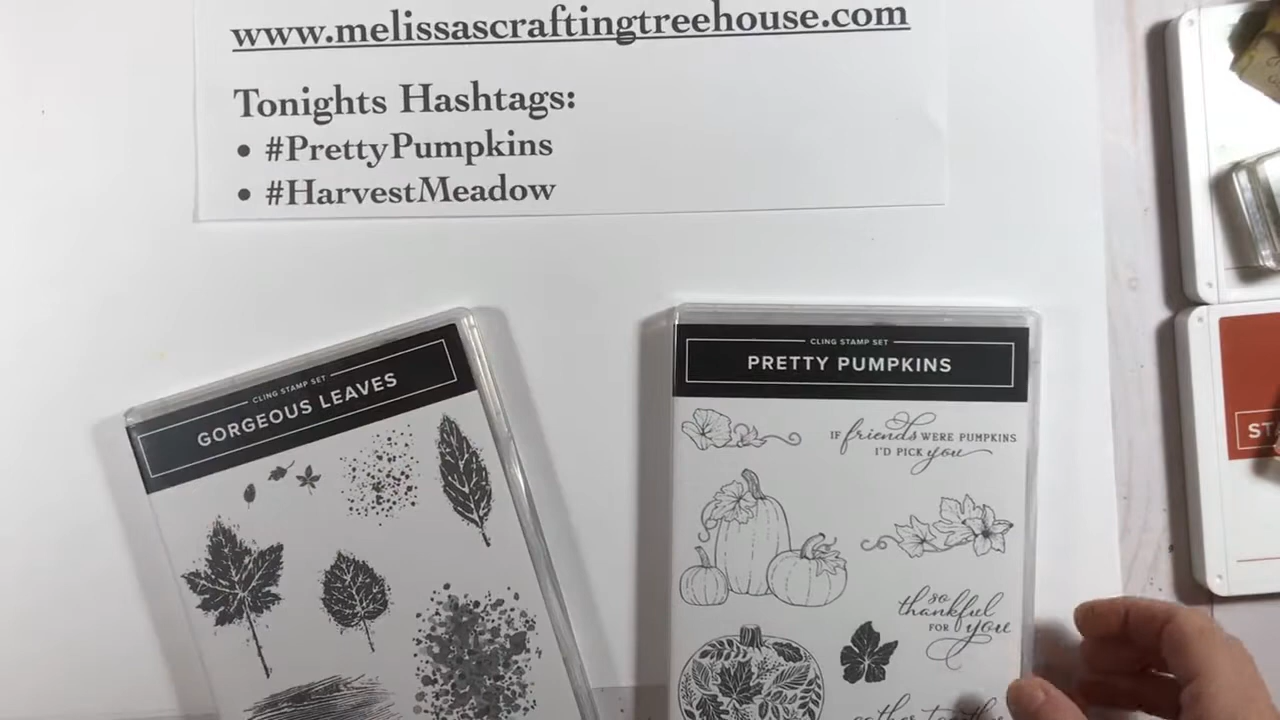 www.melissascraftingtreehouse.com
Tonights Hashtags:
• #PrettyPumpkins
• #HarvestMeadow
CLING STAMP SET
GORGEOUS LEAVES
CLING STAMP SET
PRETTY PUMPKINS
IF friends WERE PUMPKINS
I'D PICK you
so
thankful
FOR you